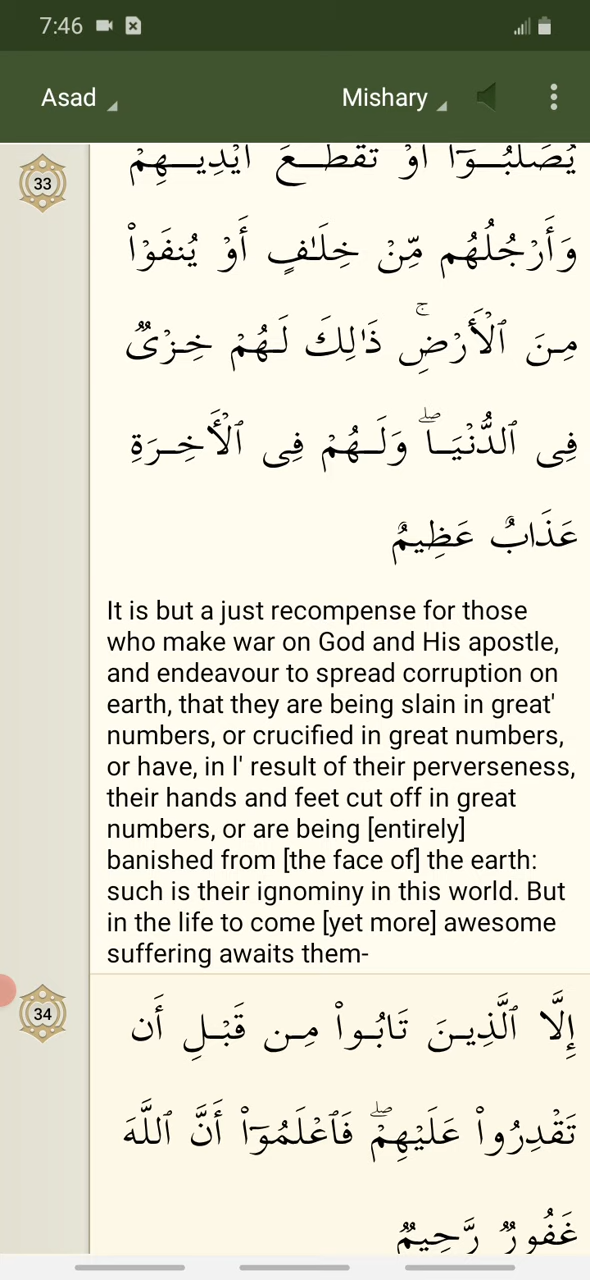 7:46
Asad Mishary
33
يُصَلَّبُوٓا۟ أَوْ تُقَطَّعَ أَيْدِيهِمْ
وَأَرْجُلُهُم مِّنْ خِلَـٰفٍ أَوْ يُنفَوْا۟
مِنَ ٱلْأَرْضِ ۚ ذَٰلِكَ لَهُمْ خِزْىٌ
فِى ٱلدُّنْيَا ۖ وَلَهُمْ فِى ٱلْأَخِرَةِ
عَذَابٌ عَظِيمٌ
It is but a just recompense for those
who make war on God and His apostle,
and endeavour to spread corruption on
earth, that they are being slain in great'
numbers, or crucified in great numbers,
or have, in l' result of their perverseness,
their hands and feet cut off in great
numbers, or are being [entirely]
banished from [the face of] the earth:
such is their ignominy in this world. But
in the life to come [yet more] awesome
suffering awaits them-
34
إِلَّا ٱلَّذِينَ تَابُوا۟ مِن قَبْلِ أَن
تَقْدِرُوا۟ عَلَيْهِمْ ۖ فَٱعْلَمُوٓا۟ أَنَّ ٱللَّهَ
غَفُورٌ رَّحِيمٌ